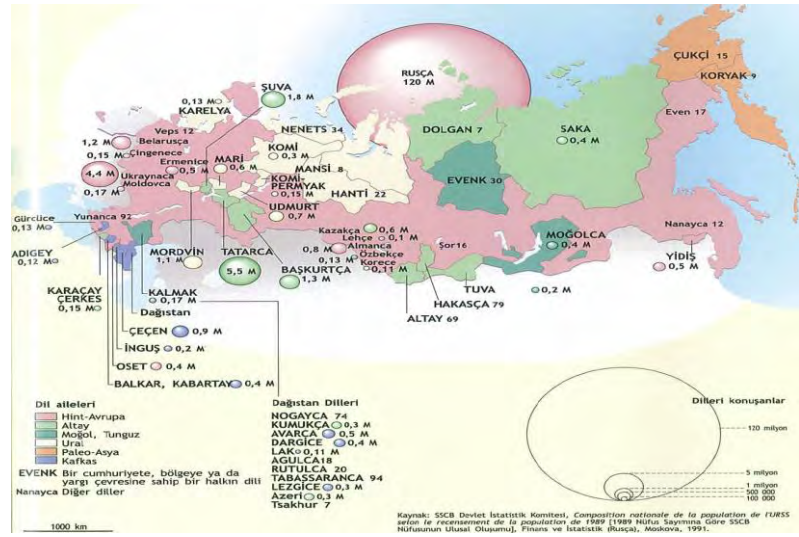 ÇUKÇİ 15
KORYAK 9
RUSÇA
120 M
ŞUVA
1,8 M
0,13 M
KARELYA
Even 17
Veps 12
NENETS 34
DOLGAN 7
SAKA
0,4 M
1,2 M
Belarusça
0,15 M
Çingenece
Ermenice
0,5 M
MARİ
0,6 M
KOMİ
0,3 M
MANSİ 8
EVENK 30
4,4 M
Ukraynaca
0,17 M
Moldovca
KOMİ-
PERMYAK
0,15 M
HANTİ 22
UDMURT
0,7 M
Gürcüce
0,13 M
Yunanca 92
Kazakça
0,6 M
Lehçe
0,1 M
Almanca
0,8 M
Özbekçe
0,13 M
Korece
0,11 M
Şor16
MOĞOLCA
0,4 M
Nanayca 12
ADIGEY
0,12 M
MORDVİN
1,1 M
TATARCA
5,5 M
BAŞKURTÇA
1,3 M
YİDİŞ
0,5 M
KARAÇAY
ÇERKES
0,15 M
KALMAK
0,17 M
TUVA
0,2 M
HAKASÇA 79
ALTAY 69
Dağıstan
ÇEÇEN 0,9 M
İNGUŞ 0,2 M
OSET 0,4 M
BALKAR, KABARTAY 0,4 M
Dil aileleri
Hint-Avrupa
Altay
Moğol, Tunguz
Ural
Paleo-Asya
Kafkas
EVENK Bir cumhuriyete, bölgeye ya da
yargı çevresine sahip bir halkın dili
Nanayca Diğer diller
1000 km
Dağıstan Dilleri
NOGAYCA 74
KUMUKÇA 0,3 M
AVARCA 0,5 M
DARGİCE 0,4 M
LAK 0,11 M
AGULCA18
RUTULCA 20
TABASSARANCA 94
LEZGİCE 0,3 M
Azeri 0,3 M
Tsakhur 7
Dilleri konuşanlar
120 milyon
5 milyon
1 milyon
500 000
100 000
Kaynak: SSCB Devlet İstatistik Komitesi, Composition nationale de la population de l'URSS
selon le recensement de la population de 1989 [1989 Nüfus Sayımına Göre SSCB
Nüfusunun Ulusal Oluşumu], Finans ve İstatistik (Rusça), Moskova, 1991.